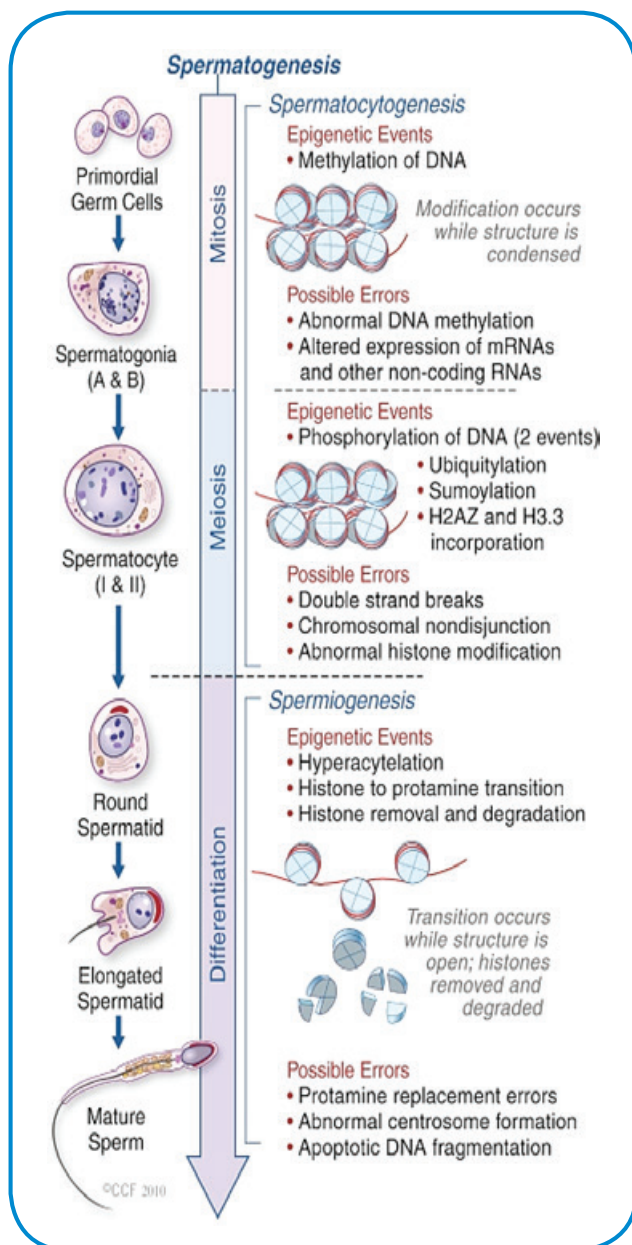 Spermatogenesis
Spermatocytogenesis
Epigenetic Events
• Methylation of DNA
Modification occurs
while structure is
condensed
Possible Errors
• Abnormal DNA methylation
• Altered expression of mRNAs
and other non-coding RNAs
Epigenetic Events
• Phosphorylation of DNA (2 events)
• Ubiquitylation
• Sumoylation
• H2AZ and H3.3
incorporation
Possible Errors
• Double strand breaks
• Chromosomal nondisjunction
• Abnormal histone modification
Spermiogenesis
Epigenetic Events
• Hyperacytelation
• Histone to protamine transition
• Histone removal and degradation
Transition occurs
while structure is
open; histones
removed and
degraded
Possible Errors
• Protamine replacement errors
• Abnormal centrosome formation
• Apoptotic DNA fragmentation
Mitosis
Meiosis
Differentiation
Primordial
Germ Cells
Spermatogonia
(A & B)
Spermatocyte
(I & II)
Round
Spermatid
Elongated
Spermatid
Mature
Sperm
©CCF 2010